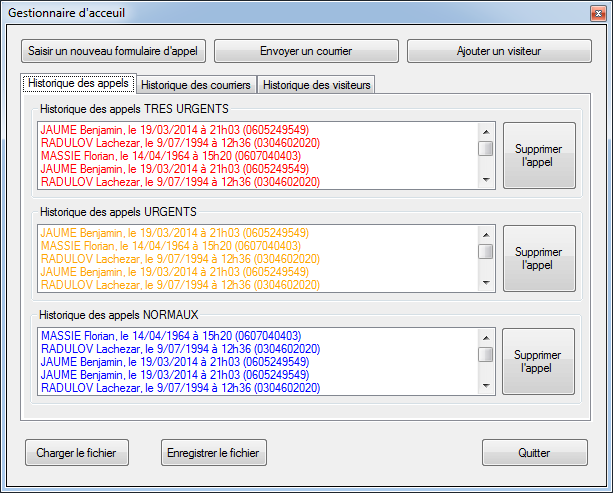 Gestionnaire d'acceuil
Saisir un nouveau formulaire d'appel
Envoyer un courrier
Ajouter un visiteur
Historique des appels
Historique des courriers
Historique des visiteurs
Historique des appels TRES URGENTS
JAUME Benjamin, le 19/03/2014 à 21h03 (0605249549)
RADULOV Lachezar, le 9/07/1994 à 12h36 (0304602020)
MASSIE Florian, le 14/04/1964 à 15h20 (0607040403)
JAUME Benjamin, le 19/03/2014 à 21h03 (0605249549)
RADULOV Lachezar, le 9/07/1994 à 12h36 (0304602020)
Supprimer
l'appel
Historique des appels URGENTS
JAUME Benjamin, le 19/03/2014 à 21h03 (0605249549)
MASSIE Florian, le 14/04/1964 à 15h20 (0607040403)
RADULOV Lachezar, le 9/07/1994 à 12h36 (0304602020)
JAUME Benjamin, le 19/03/2014 à 21h03 (0605249549)
RADULOV Lachezar, le 9/07/1994 à 12h36 (0304602020)
Supprimer
l'appel
Historique des appels NORMAUX
MASSIE Florian, le 14/04/1964 à 15h20 (0607040403)
RADULOV Lachezar, le 9/07/1994 à 12h36 (0304602020)
JAUME Benjamin, le 19/03/2014 à 21h03 (0605249549)
JAUME Benjamin, le 19/03/2014 à 21h03 (0605249549)
RADULOV Lachezar, le 9/07/1994 à 12h36 (0304602020)
Supprimer
l'appel
Charger le fichier
Enregistrer le fichier
Quitter